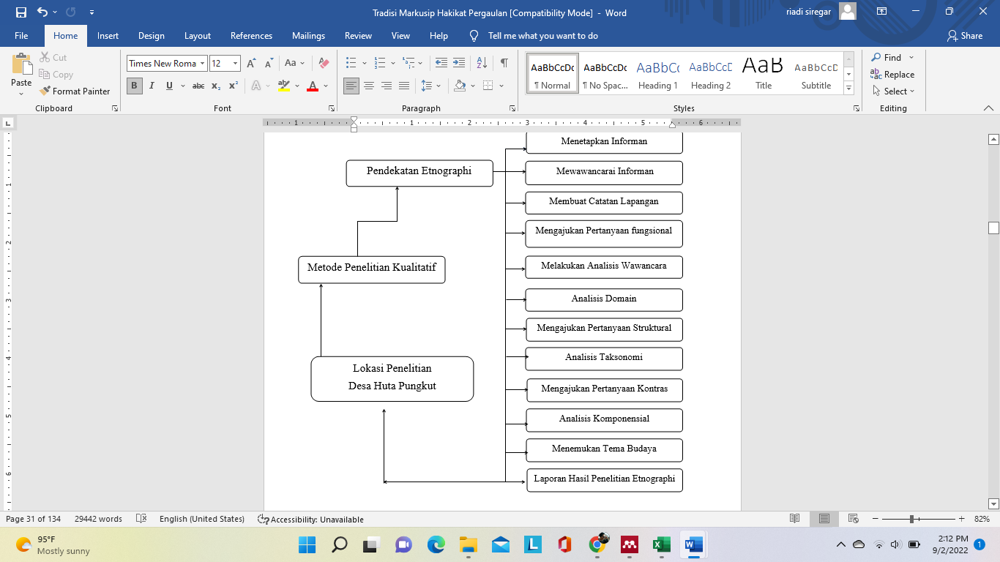 Tradisi Markusip Hakikat Pergaulan [Compatibility Mode] - Word
riadi siregar
File Home Insert Design Layout References Mailings Review View Help Tell me what you want to do Share
Paste
Cut
Copy
Format Painter
Clipboard
Times New Roma 12
Font
Paragraph
AaBbCcDc AaBbCcDc AaBbCc AaBbCcD AaB AaBbCcD
¶ Normal ¶ No Spac... Heading 1 Heading 2 Title Subtitle
Styles
Find
Replace
Select
Editing
Menetapkan Informan
Pendekatan Etnographi
Mewawancarai Informan
Membuat Catatan Lapangan
Mengajukan Pertanyaan fungsional
Metode Penelitian Kualitatif
Melakukan Analisis Wawancara
Analisis Domain
Mengajukan Pertanyaan Struktural
Analisis Taksonomi
Lokasi Penelitian
Desa Huta Pungkut
Mengajukan Pertanyaan Kontras
Analisis Komponensial
Menemukan Tema Budaya
Laporan Hasil Penelitian Etnographi
Page 31 of 134 29442 words English (United States) Accessibility: Unavailable 82%
95°F
Mostly sunny
2:12 PM
9/2/2022
1